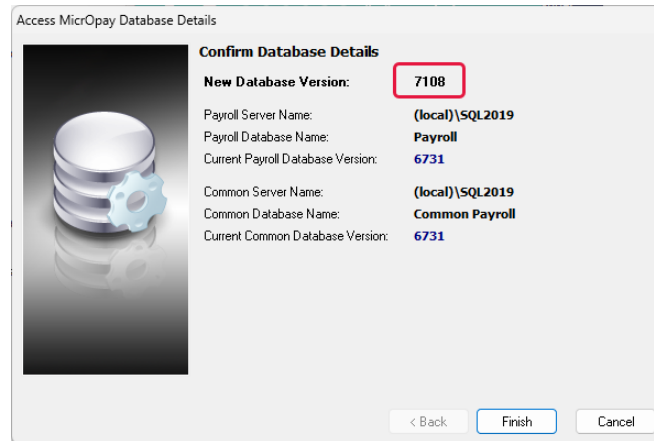 Access MicrOpay Database Details
Confirm Database Details
New Database Version: 7108
Payroll Server Name: (local)\SQL2019
Payroll Database Name: Payroll
Current Payroll Database Version: 6731
Common Server Name: (local)\SQL2019
Common Database Name: Common Payroll
Current Common Database Version: 6731
< Back Finish Cancel